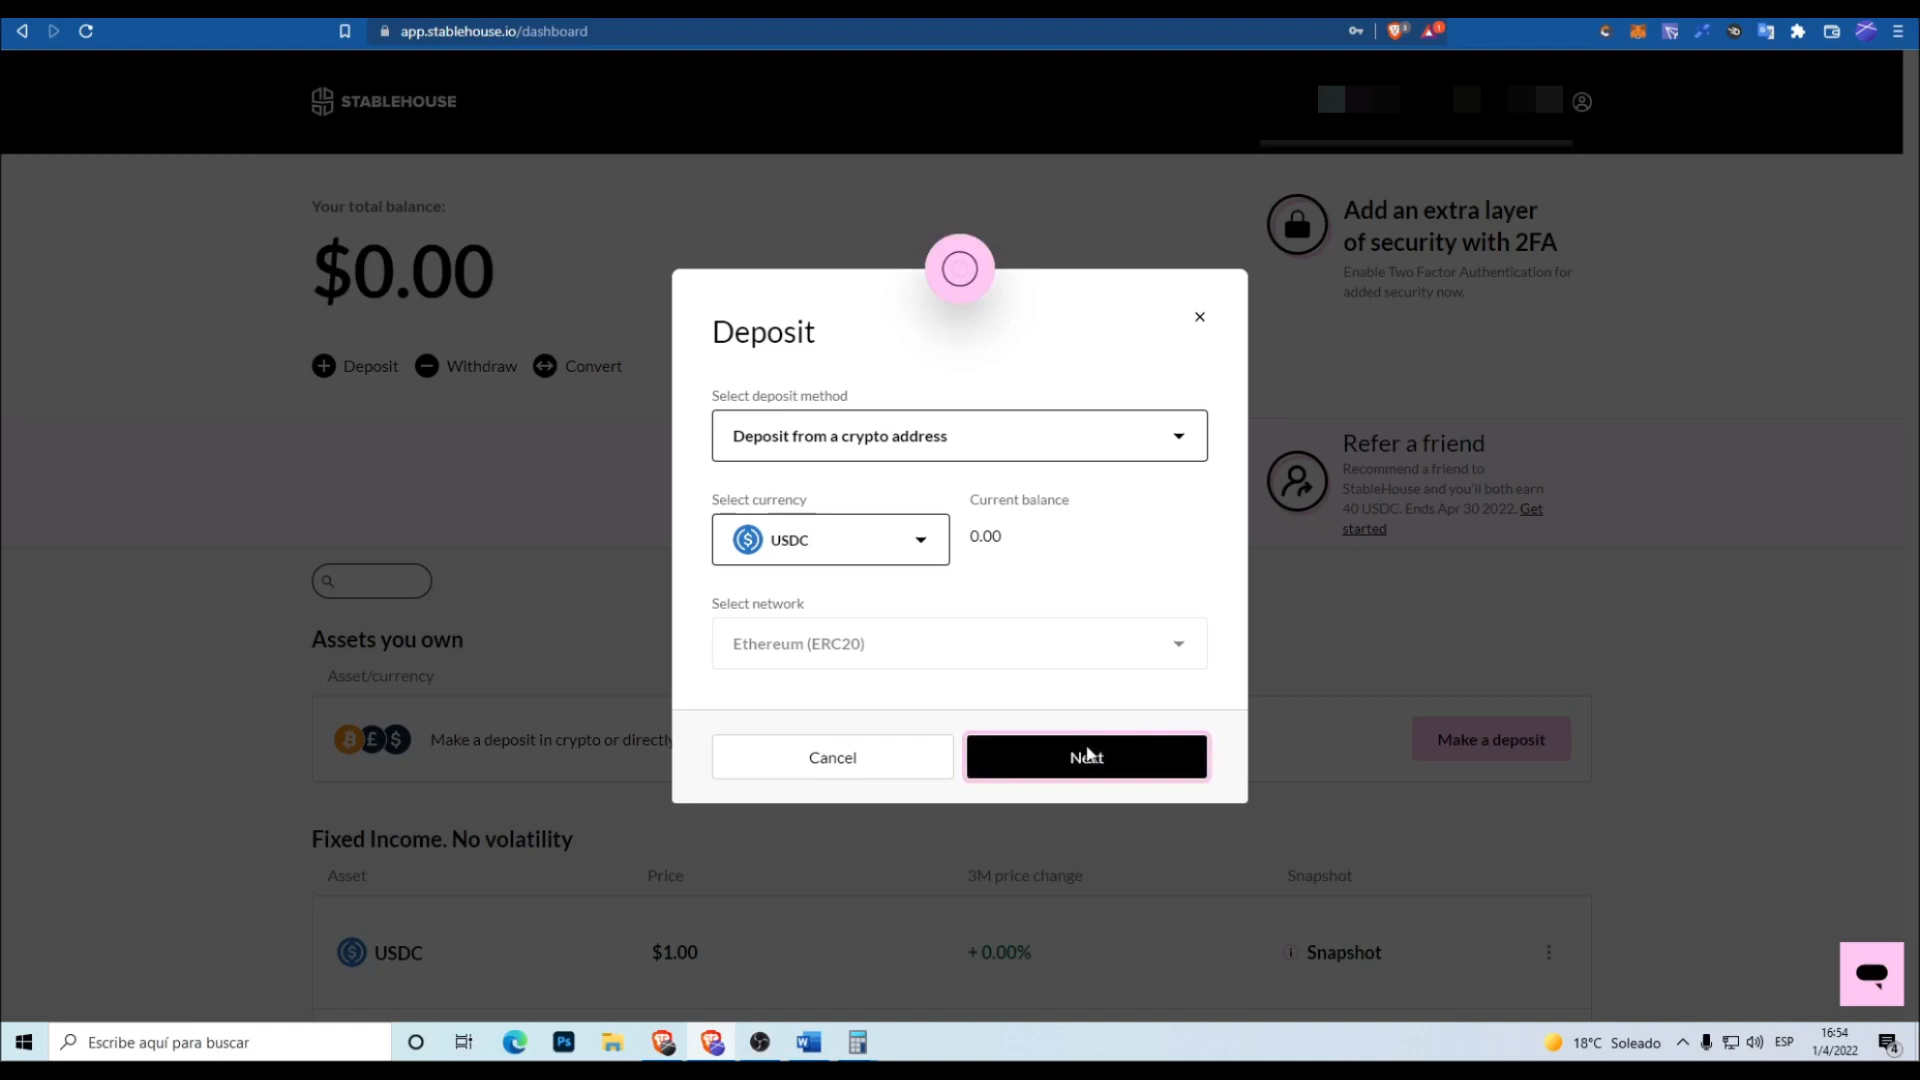 app.stablehouse.io/dashboard
STABLEHOUSE
Your total balance:
$0.00
Deposit
Withdraw
Convert
Add an extra layer
of security with 2FA
Enable Two Factor Authentication for
added security now.
Deposit
Select deposit method
Deposit from a crypto address
Select currency
Current balance
USDC
0.00
Select network
Ethereum (ERC20)
Cancel
Next
Refer a friend
Recommend a friend to
StableHouse and you'll both earn
40 USDC. Ends Apr 30 2022. Get
started
Assets you own
Asset/currency
Make a deposit in crypto or directly
Make a deposit
Fixed Income. No volatility
Asset
Price
3M price change
Snapshot
USDC
$1.00
+ 0.00%
Snapshot
Escribe aquí para buscar
18°C Soleado
ESP
16:54
1/4/2022
4